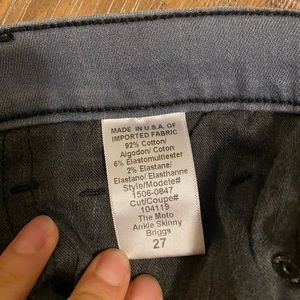 MADE IN U.S.A. OF
IMPORTED FABRIC
92% Cotton/
Algodon/ Coton
6% Elastomultiester
2% Elastane/
Elastano/Elasthanne
Style/Modele#
1506-0847
Cut/Coupe#
104119
The Moto
Ankle Skinny
Briggs
27